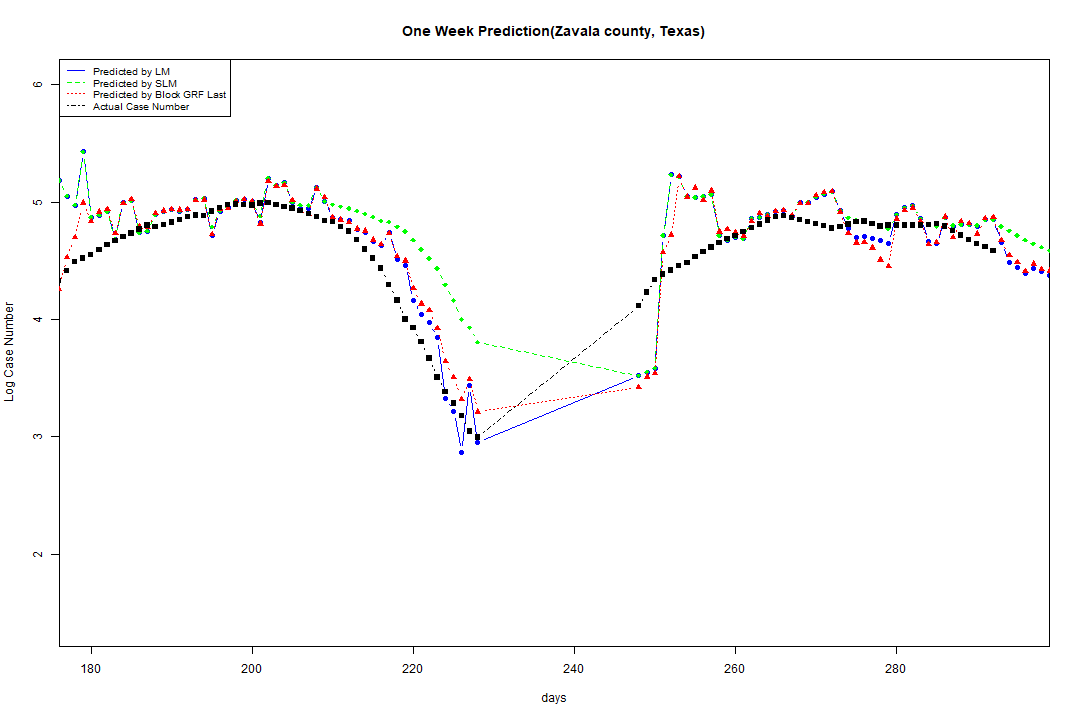 One Week Prediction(Zavala county, Texas)
Predicted by LM
Predicted by SLM
Predicted by Block GRF Last
Actual Case Number
6
5
4
3
2
Log Case Number
180 200 220 240 260 280
days